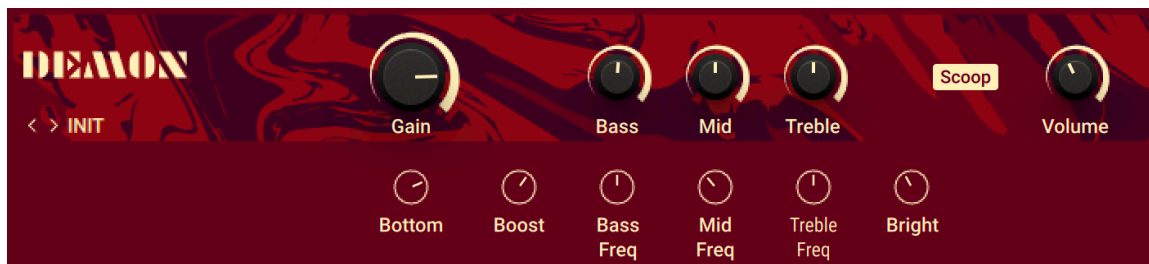 DEMON
< > INIT
Gain
Bass
Mid
Treble
Scoop
Volume
Bottom
Boost
Bass
Freq
Mid
Freq
Treble
Freq
Bright